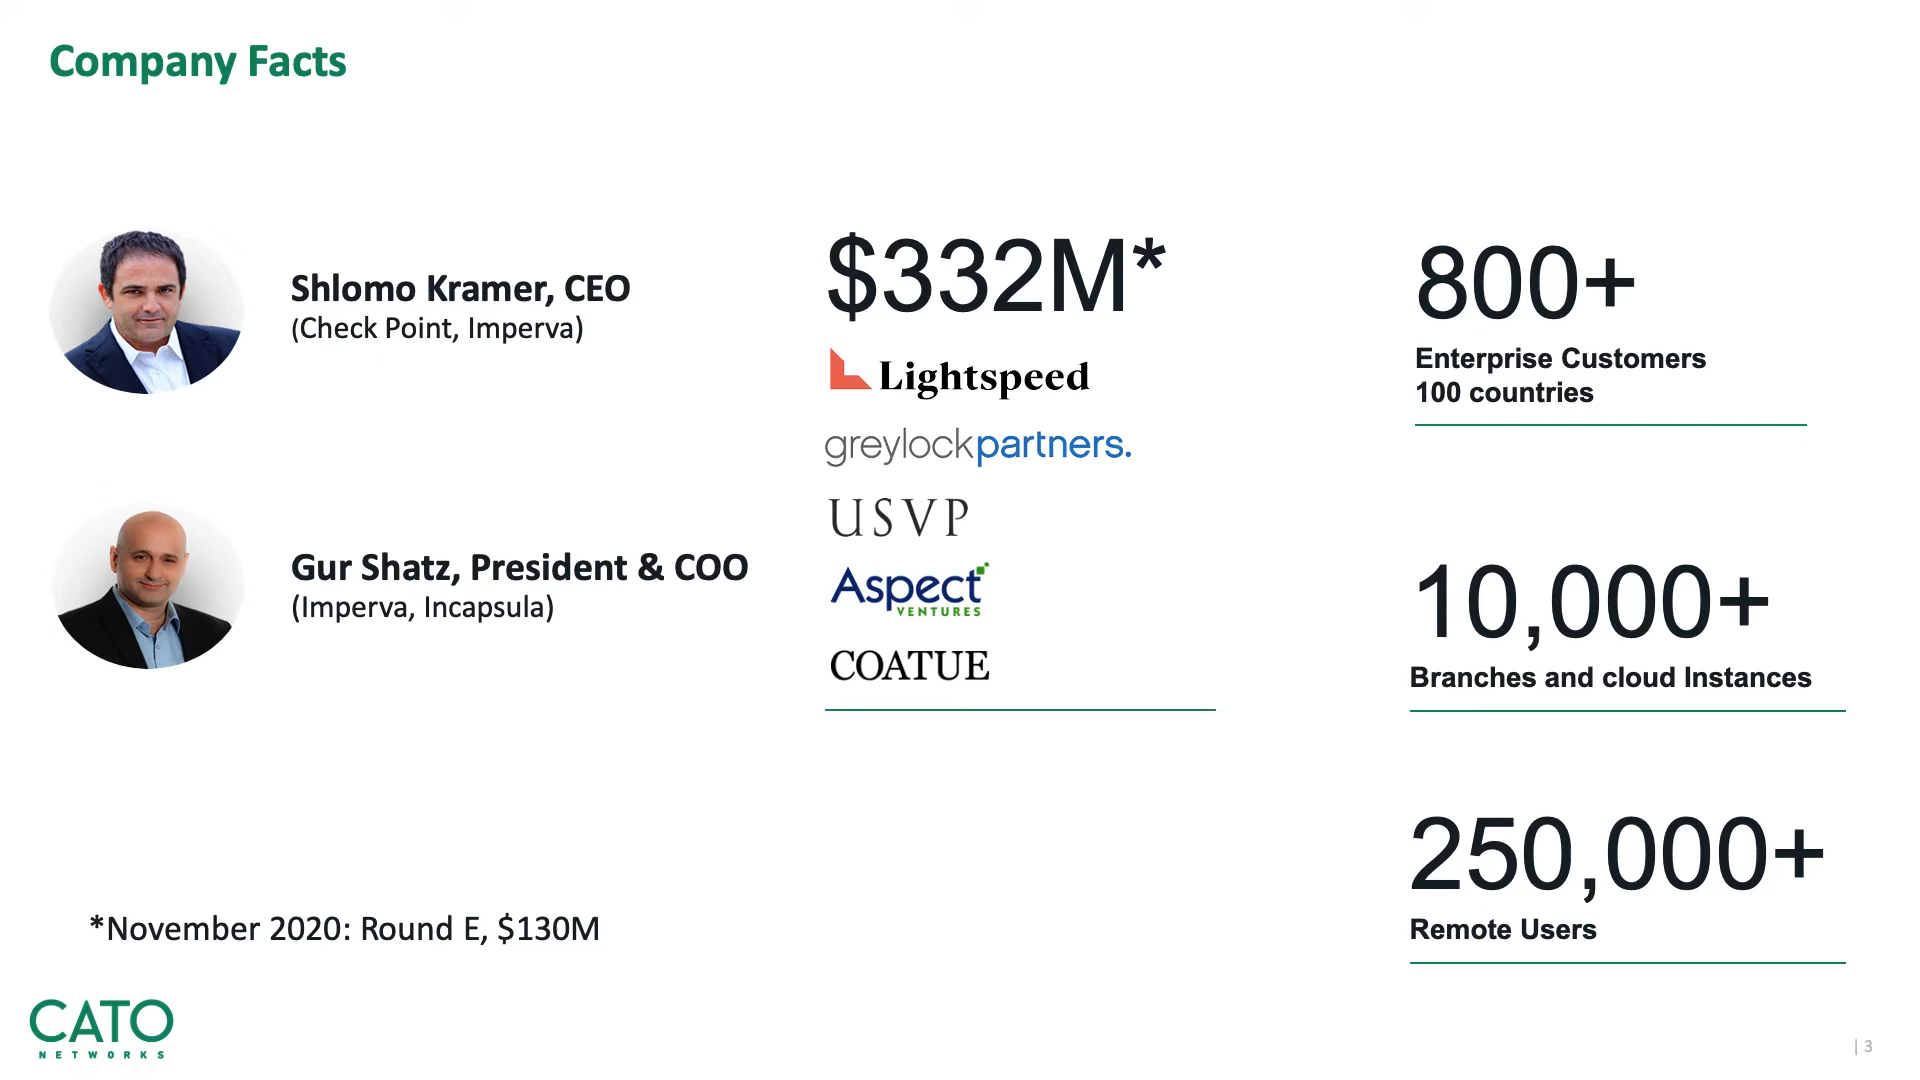 Company Facts
Shlomo Kramer, CEO
(Check Point, Imperva)
Gur Shatz, President & COO
(Imperva, Incapsula)
*November 2020: Round E, $130M
$332M*
Lightspeed
greylockpartners.
USVP
Aspect
VENTURES
COATUE
800+
Enterprise Customers
100 countries
10,000+
Branches and cloud Instances
250,000+
Remote Users
CATO
NETWORKS
| 3